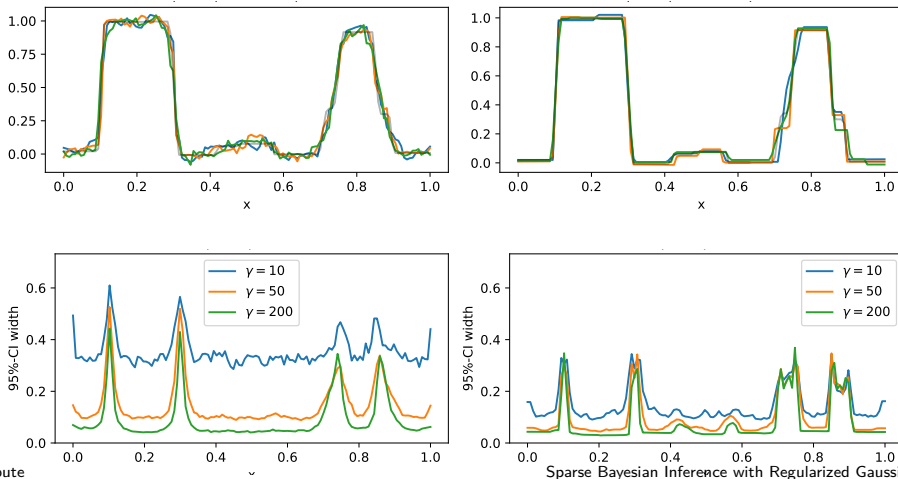 1.00
0.75
0.50
0.25
0.00
0.0 0.2 0.4 0.6 0.8 1.0
x
1.0
0.8
0.6
0.4
0.2
0.0
0.0 0.2 0.4 0.6 0.8 1.0
x
95%-CI width
0.6
0.4
0.2
0.0
γ = 10
γ = 50
γ = 200
0.0 0.2 0.4 0.6 0.8 1.0
95%-CI width
0.6
0.4
0.2
0.0
γ = 10
γ = 50
γ = 200
0.0 0.2 0.4 0.6 0.8 1.0
oute
Sparse Bayesian Inference with Regularized Gaussi